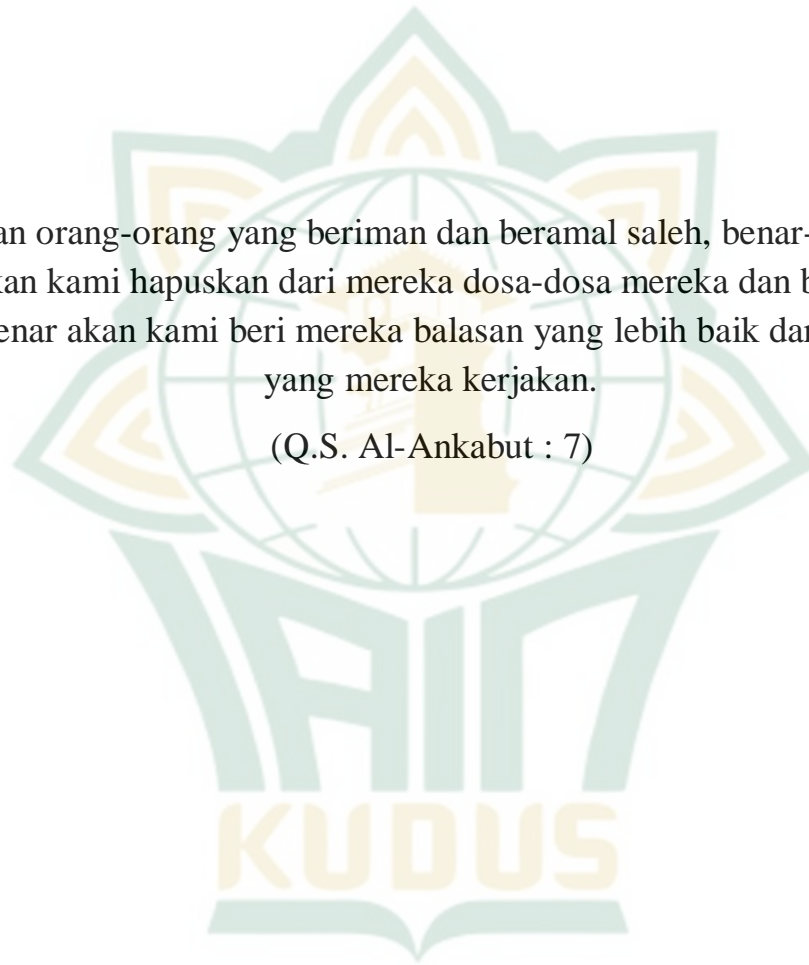 an orang-orang yang beriman dan beramal saleh, benar-
kan kami hapuskan dari mereka dosa-dosa mereka dan b
enar akan kami beri mereka balasan yang lebih baik dar
yang mereka kerjakan.
(Q.S. Al-Ankabut : 7)
IAIN
KUDUS